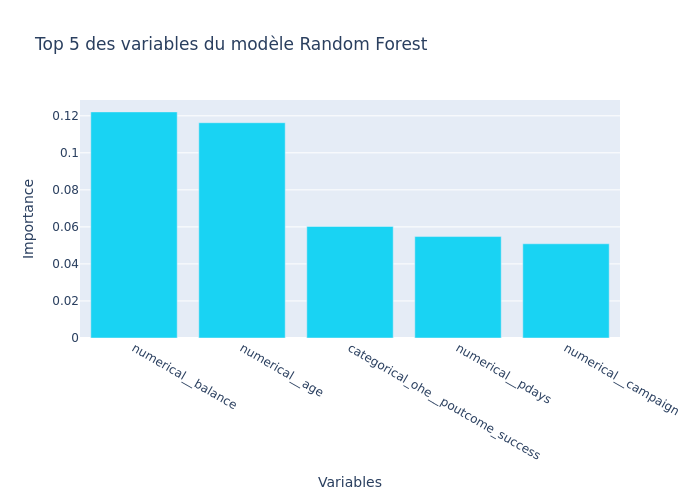 Top 5 des variables du modèle Random Forest
Importance
0.12
0.1
0.08
0.06
0.04
0.02
0
numerical__balance
numerical__age
categorical_ohe__poutcome_success
numerical__pdays
numerical__campaign
Variables